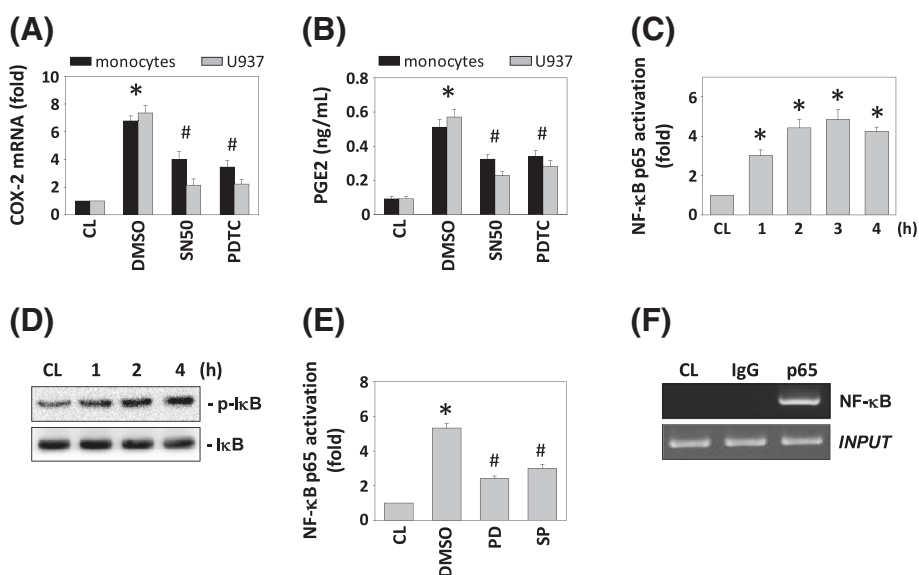 (A)
monocytes U937
COX-2 mRNA (fold)
10
8
6
4
2
0
*
#
#
CL
DMSO
SN50
PDTC
(B)
monocytes U937
PGE2 (ng/mL)
0.8
0.6
0.4
0.2
0
*
#
#
CL
DMSO
SN50
PDTC
(C)
NF-κB p65 activation
(fold)
6
4
2
0
*
*
*
*
CL 1 2 3 4 (h)
(D)
CL 1 2 4 (h)
- p-IκB
- IκB
(E)
NF-κB p65 activation
(fold)
8
6
4
2
0
*
#
#
CL
DMSO
PD
SP
(F)
CL IgG p65
NF-κB
INPUT